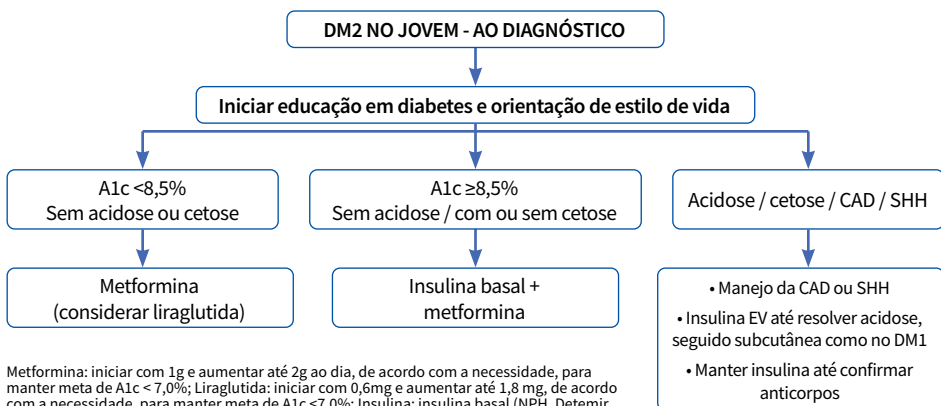 DM2 NO JOVEM - AO DIAGNÓSTICO
Iniciar educação em diabetes e orientação de estilo de vida
A1c <8,5%
Sem acidose ou cetose
A1c ≥8,5%
Sem acidose / com ou sem cetose
Acidose / cetose / CAD / SHH
Metformina
(considerar liraglutida)
Insulina basal +
metformina
• Manejo da CAD ou SHH
• Insulina EV até resolver acidose,
seguido subcutânea como no DM1
• Manter insulina até confirmar
anticorpos
Metformina: iniciar com 1g e aumentar até 2g ao dia, de acordo com a necessidade, para
manter meta de A1c < 7,0%; Liraglutida: iniciar com 0,6mg e aumentar até 1,8 mg, de acordo
com a necessidade, para manter meta de A1c <7,0%; Insulina: insulina basal (NPH, Detemir,